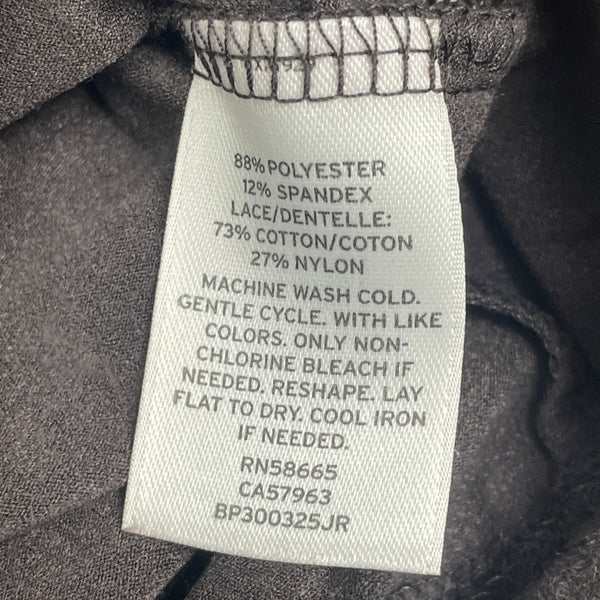 88% POLYESTER
12% SPANDEX
LACE/DENTELLE:
73% COTTON/COTON
27% NYLON
MACHINE WASH COLD.
GENTLE CYCLE. WITH LIKE
COLORS. ONLY NON-
CHLORINE BLEACH IF
NEEDED. RESHAPE. LAY
FLAT TO DRY. COOL IRON
IF NEEDED.
RN58665
CA57963
BP300325JR